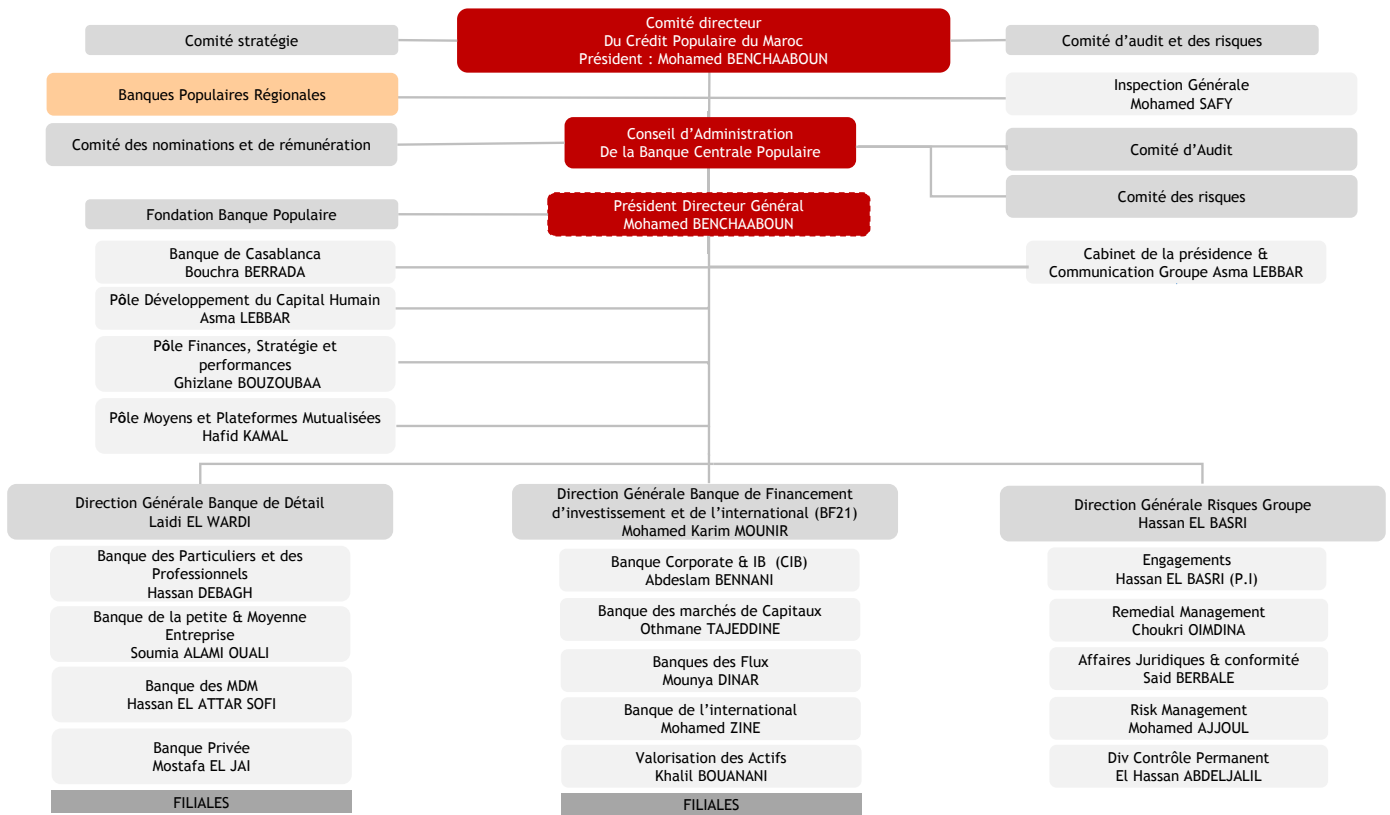 Comité directeur
Du Crédit Populaire du Maroc
Président : Mohamed BENCHAABOUN
Comité stratégie
Comité d’audit et des risques
Banques Populaires Régionales
Inspection Générale
Mohamed SAFY
Comité des nominations et de rémunération
Conseil d’Administration
De la Banque Centrale Populaire
Comité d’Audit
Comité des risques
Fondation Banque Populaire
Président Directeur Général
Mohamed BENCHAABOUN
Banque de Casablanca
Bouchra BERRADA
Cabinet de la présidence &
Communication Groupe Asma LEBBAR
Pôle Développement du Capital Humain
Asma LEBBAR
Pôle Finances, Stratégie et
performances
Ghizlane BOUZOUBAA
Pôle Moyens et Plateformes Mutualisées
Hafid KAMAL
Direction Générale Banque de Détail
Laidi EL WARDI
Banque des Particuliers et des
Professionnels
Hassan DEBAGH
Banque de la petite & Moyenne
Entreprise
Soumia ALAMI OUALI
Banque des MDM
Hassan EL ATTAR SOFI
Banque Privée
Mostafa EL JAI
FILIALES
Direction Générale Banque de Financement
d’investissement et de l’international (BF21)
Mohamed Karim MOUNIR
Banque Corporate & IB (CIB)
Abdeslam BENNANI
Banque des marchés de Capitaux
Othmane TAJEDDINE
Banques des Flux
Mounya DINAR
Banque de l’international
Mohamed ZINE
Valorisation des Actifs
Khalil BOUANANI
FILIALES
Direction Générale Risques Groupe
Hassan EL BASRI
Engagements
Hassan EL BASRI (P.I)
Remedial Management
Choukri OIMDINA
Affaires Juridiques & conformité
Said BERBALE
Risk Management
Mohamed AJJOUL
Div Contrôle Permanent
El Hassan ABDELJALIL